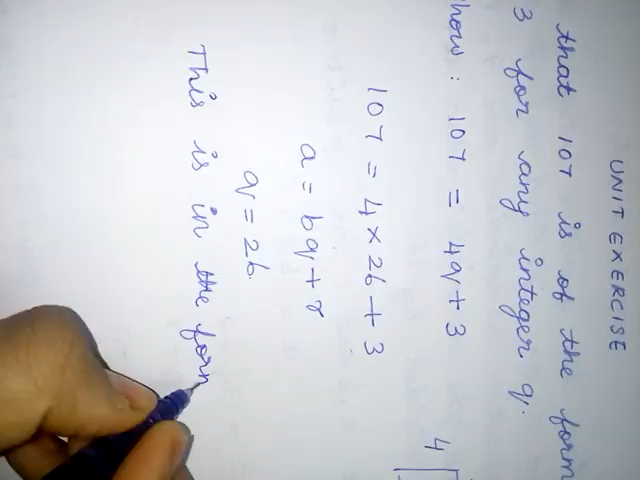 UNIT EXERCISE
that 107 is of the form
3 for any integer q.
how : 107 = 4q + 3
4
107 = 4 × 26 + 3
a = bq + r
q = 26.
This is in the form